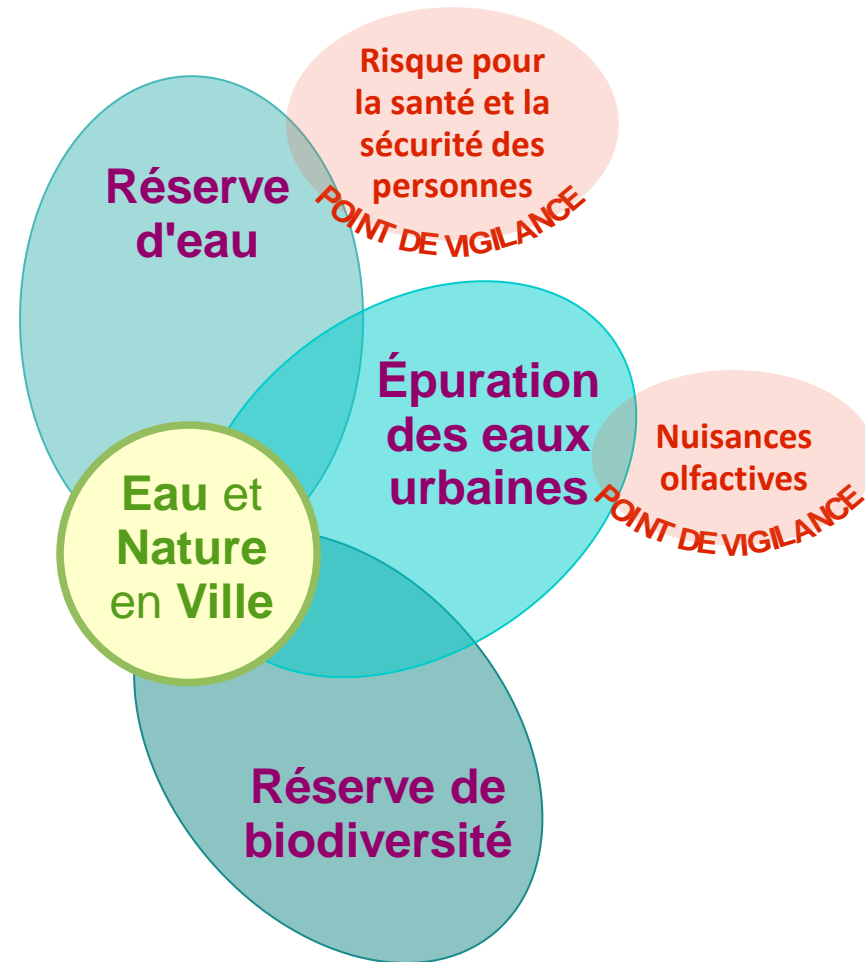 Risque pour
la santé et la
sécurité des
personnes
POINT DE VIGILANCE
Réserve
d'eau
Épuration
des eaux
urbaines
Nuisances
olfactives
POINT DE VIGILANCE
Eau et
Nature
en Ville
Réserve de
biodiversité